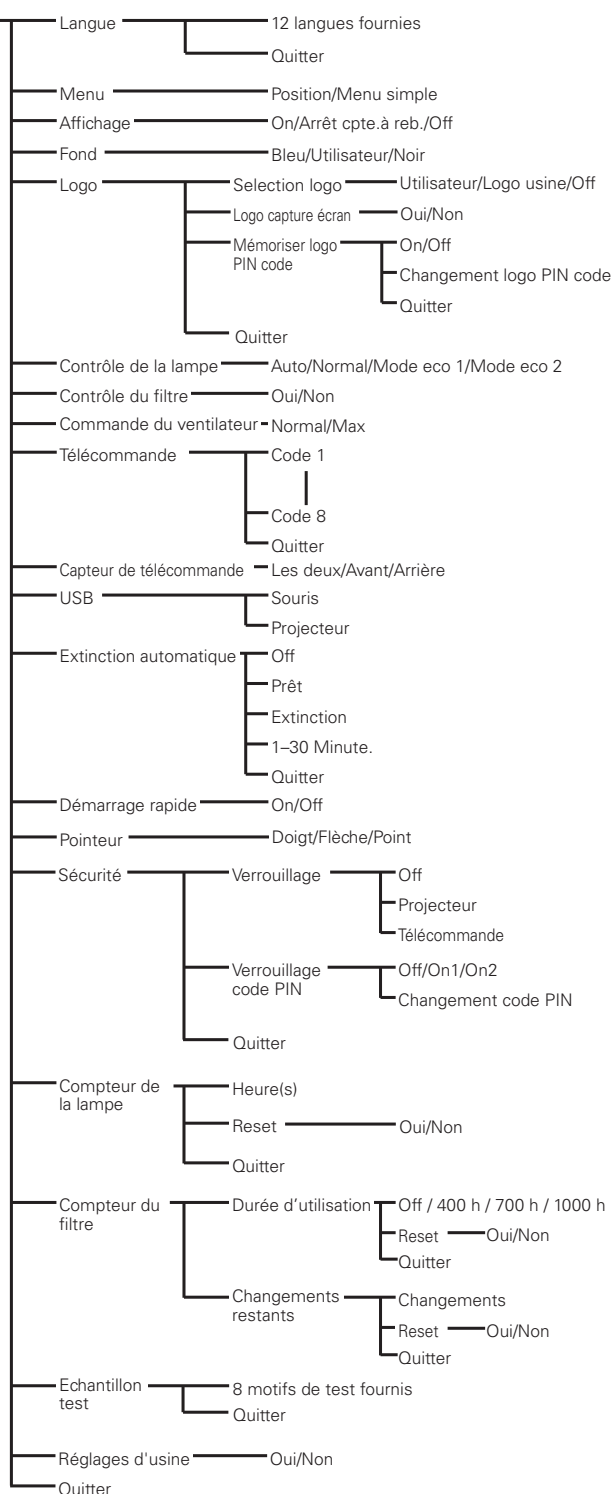 Langue 12 langues fournies
Quitter
Menu Position/Menu simple
Affichage On/Arrêt cpte.à reb./Off
Fond Bleu/Utilisateur/Noir
Logo Selection logo Utilisateur/Logo usine/Off
Logo capture écran Oui/Non
Mémoriser logo On/Off
PIN code
Changement logo PIN code
Quitter
Quitter
Contrôle de la lampe Auto/Normal/Mode eco 1/Mode eco 2
Contrôle du filtre Oui/Non
Commande du ventilateur Normal/Max
Télécommande Code 1
Code 8
Quitter
Capteur de télécommande Les deux/Avant/Arrière
USB Souris
Projecteur
Extinction automatique Off
Prêt
Extinction
1–30 Minute.
Quitter
Démarrage rapide On/Off
Pointeur Doigt/Flèche/Point
Sécurité Verrouillage Off
Projecteur
Télécommande
Verrouillage Off/On1/On2
code PIN
Changement code PIN
Quitter
Compteur de Heure(s)
la lampe
Reset Oui/Non
Quitter
Compteur du Durée d’utilisation Off / 400 h / 700 h / 1000 h
filtre
Reset Oui/Non
Quitter
Changements Changements
restants
Reset Oui/Non
Quitter
Echantillon 8 motifs de test fournis
test
Quitter
Réglages d'usine Oui/Non
Quitter